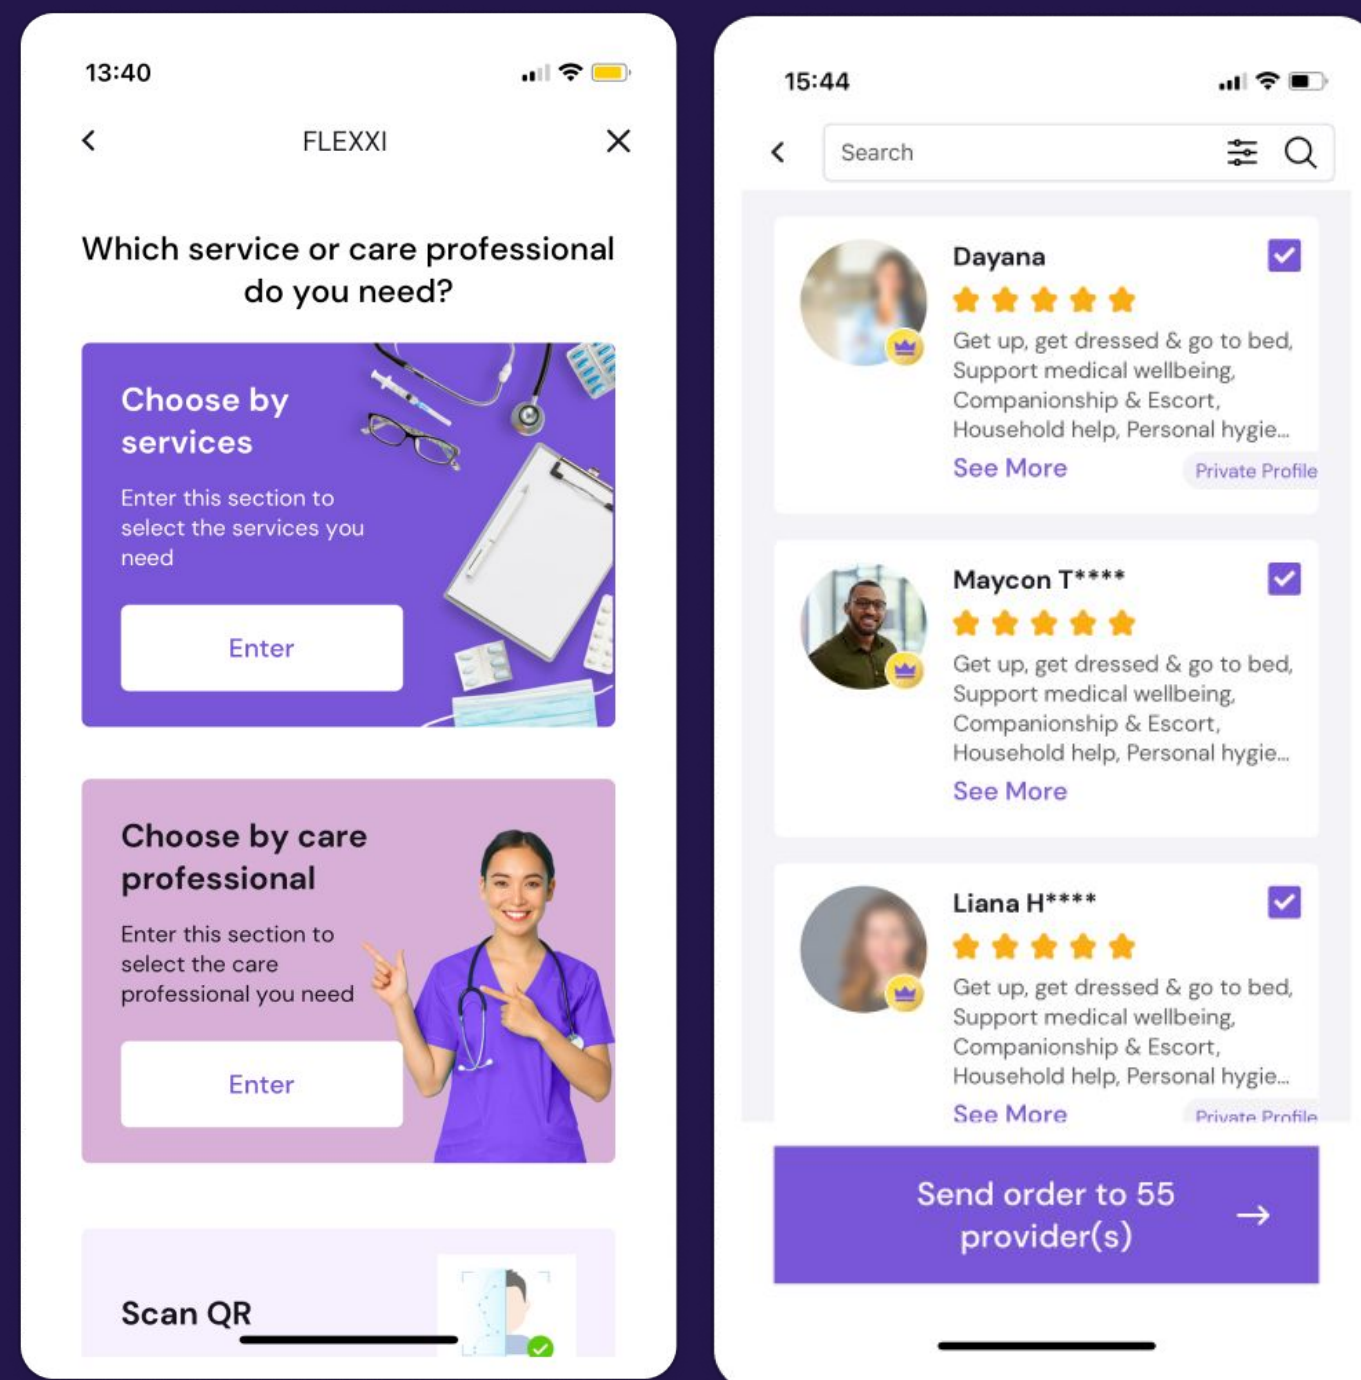 13:40
FLEXXI
Which service or care professional
do you need?
Choose by
services
Enter this section to
select the services you
need
Enter
Choose by care
professional
Enter this section to
select the care
professional you need
Enter
Scan QR
15:44
Search
Dayana
Get up, get dressed & go to bed,
Support medical wellbeing,
Companionship & Escort,
Household help, Personal hygie...
See More
Private Profile
Maycon T****
Get up, get dressed & go to bed,
Support medical wellbeing,
Companionship & Escort,
Household help, Personal hygie...
See More
Liana H****
Get up, get dressed & go to bed,
Support medical wellbeing,
Companionship & Escort,
Household help, Personal hygie...
See More
Private Profile
Send order to 55
provider(s)